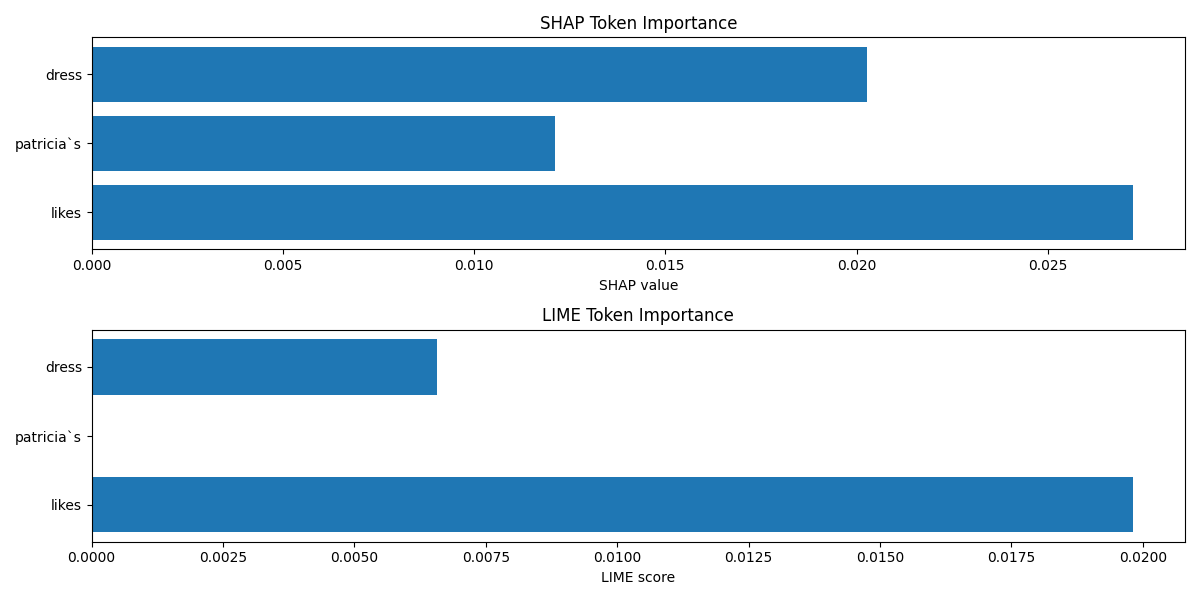 SHAP Token Importance
dress
patricia`s
likes
0.000 0.005 0.010 0.015 0.020 0.025
SHAP value
LIME Token Importance
dress
patricia`s
likes
0.0000 0.0025 0.0050 0.0075 0.0100 0.0125 0.0150 0.0175 0.0200
LIME score